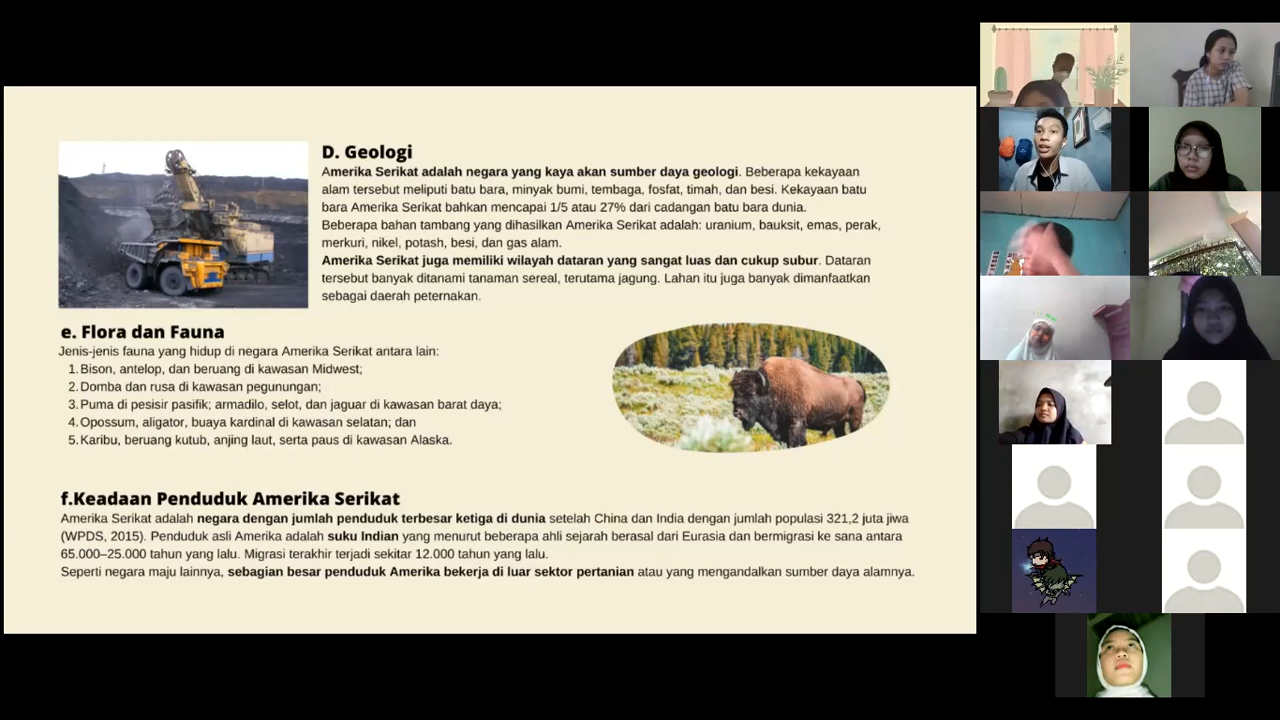 D. Geologi
Amerika Serikat adalah negara yang kaya akan sumber daya geologi. Beberapa kekayaan
alam tersebut meliputi batu bara, minyak bumi, tembaga, fosfat, timah, dan besi. Kekayaan batu
bara Amerika Serikat bahkan mencapai 1/5 atau 27% dari cadangan batu bara dunia.
Beberapa bahan tambang yang dihasilkan Amerika Serikat adalah: uranium, bauksit, emas, perak,
merkuri, nikel, potash, besi, dan gas alam.
Amerika Serikat juga memiliki wilayah dataran yang sangat luas dan cukup subur. Dataran
tersebut banyak ditanami tanaman sereal, terutama jagung. Lahan itu juga banyak dimanfaatkan
sebagai daerah peternakan.
e. Flora dan Fauna
Jenis-jenis fauna yang hidup di negara Amerika Serikat antara lain:
1. Bison, antelop, dan beruang di kawasan Midwest;
2. Domba dan rusa di kawasan pegunungan;
3. Puma di pesisir pasifik; armadilo, selot, dan jaguar di kawasan barat daya;
4. Opossum, aligator, buaya kardinal di kawasan selatan; dan
5. Karibu, beruang kutub, anjing laut, serta paus di kawasan Alaska.
f.Keadaan Penduduk Amerika Serikat
Amerika Serikat adalah negara dengan jumlah penduduk terbesar ketiga di dunia setelah China dan India dengan jumlah populasi 321,2 juta jiwa
(WPDS, 2015). Penduduk asli Amerika adalah suku Indian yang menurut beberapa ahli sejarah berasal dari Eurasia dan bermigrasi ke sana antara
65.000–25.000 tahun yang lalu. Migrasi terakhir terjadi sekitar 12.000 tahun yang lalu.
Seperti negara maju lainnya, sebagian besar penduduk Amerika bekerja di luar sektor pertanian atau yang mengandalkan sumber daya alamnya.